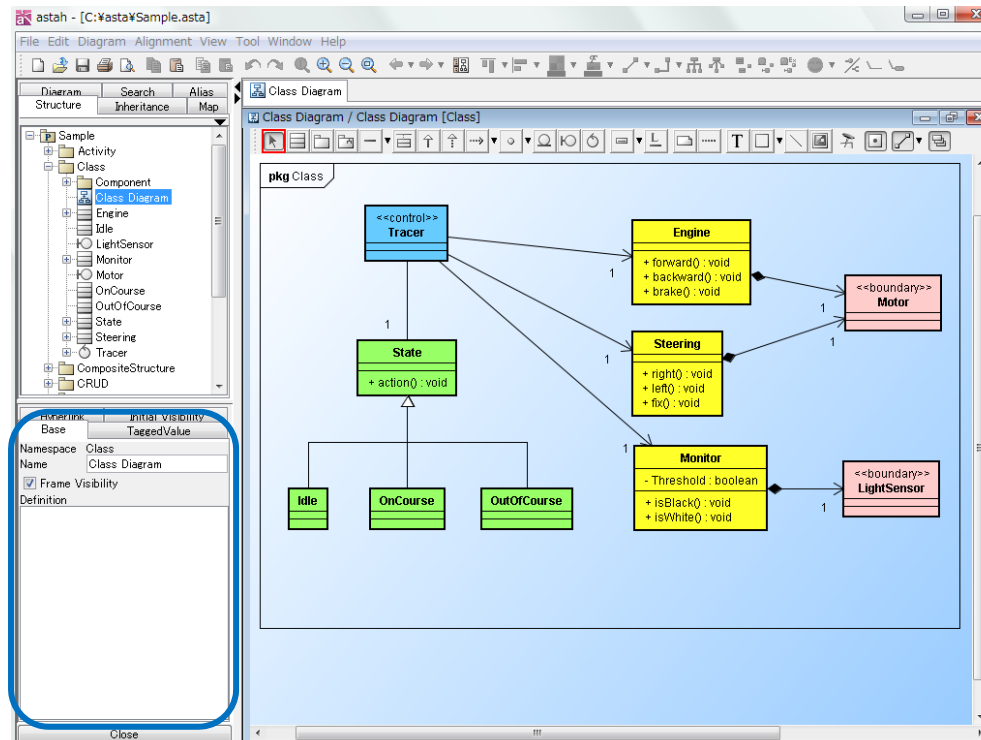 astah - [C:¥asta¥Sample.asta]
File Edit Diagram Alignment View Tool Window Help
Diagram Search Alias
Structure Inheritance Map
Sample
Activity
Class
Component
Class Diagram
Engine
Idle
LightSensor
Monitor
Motor
OnCourse
OutOfCourse
State
Steering
Tracer
CompositeStructure
CRUD
Hyperlink Initial Visibility
Base TaggedValue
Namespace Class
Name Class Diagram
Frame Visibility
Definition
Close
Class Diagram
Class Diagram / Class Diagram [Class]
T
pkg Class
<<control>>
Tracer
Engine
+ forward() : void
+ backward() : void
+ brake() : void
1
<<boundary>>
Motor
1
1
1
State
+ action() : void
Steering
+ right() : void
+ left() : void
+ fix() : void
1
1
Monitor
- Threshold : boolean
+ isBlack() : void
+ isWhite() : void
<<boundary>>
LightSensor
1
Idle
OnCourse
OutOfCourse